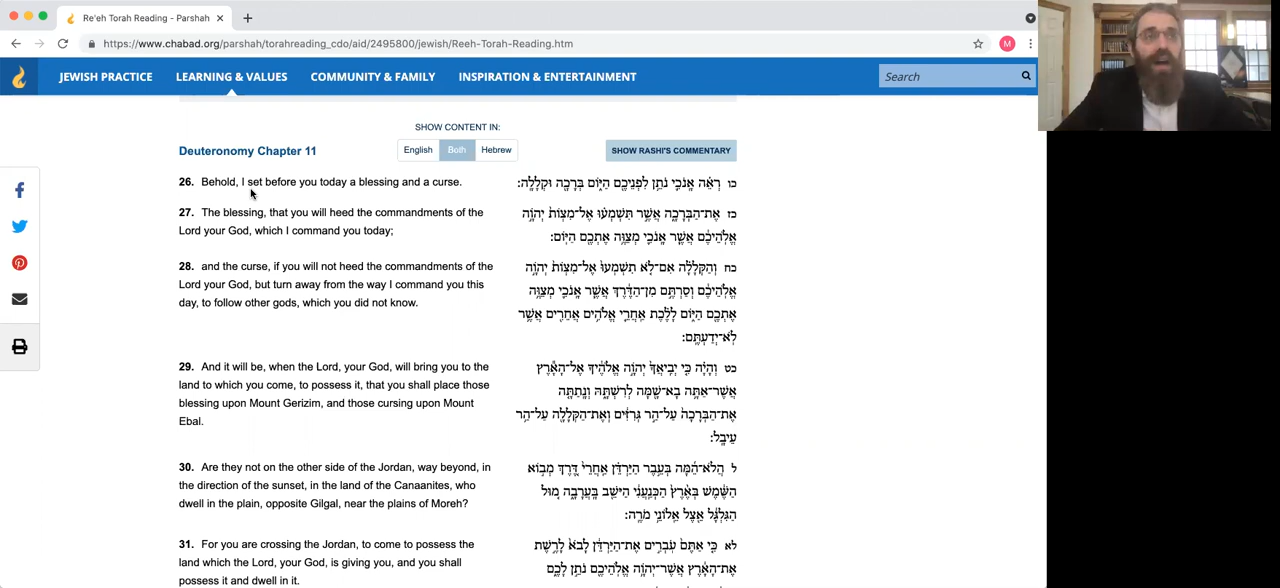 Re'eh Torah Reading - Parshah
https://www.chabad.org/parshah/torahreading_cdo/aid/2495800/jewish/Reeh-Torah-Reading.htm
M
JEWISH PRACTICE LEARNING & VALUES COMMUNITY & FAMILY INSPIRATION & ENTERTAINMENT Search
SHOW CONTENT IN:
Deuteronomy Chapter 11 English Both Hebrew SHOW RASHI'S COMMENTARY
26. Behold, I set before you today a blessing and a curse.
כו רְאֵ֗ה אָֽנֹכִ֛י נֹתֵ֥ן לִפְנֵיכֶ֖ם הַיּ֑וֹם בְּרָכָ֖ה וּקְלָלָֽה:
27. The blessing, that you will heed the commandments of the
Lord your God, which I command you today;
כז אֶת־הַבְּרָכָ֑ה אֲשֶׁ֣ר תִּשְׁמְע֗וּ אֶל־מִצְו‍ֹת֙ יְהֹוָ֣ה
אֱלֹֽהֵיכֶ֔ם אֲשֶׁ֧ר אָֽנֹכִ֛י מְצַוֶּ֥ה אֶתְכֶ֖ם הַיּֽוֹם:
28. and the curse, if you will not heed the commandments of the
Lord your God, but turn away from the way I command you this
day, to follow other gods, which you did not know.
כח וְהַקְּלָלָ֗ה אִם־לֹ֤א תִשְׁמְעוּ֙ אֶל־מִצְו‍ֹת֙ יְהֹוָ֣ה
אֱלֹֽהֵיכֶ֔ם וְסַרְתֶּ֣ם מִן־הַדֶּ֔רֶךְ אֲשֶׁ֧ר אָֽנֹכִ֛י מְצַוֶּ֥ה
אֶתְכֶ֖ם הַיּ֑וֹם לָלֶ֗כֶת אַֽחֲרֵ֛י אֱלֹהִ֥ים אֲחֵרִ֖ים אֲשֶׁ֥ר
לֹא־יְדַעְתֶּֽם:
29. And it will be, when the Lord, your God, will bring you to the
land to which you come, to possess it, that you shall place those
blessing upon Mount Gerizim, and those cursing upon Mount
Ebal.
כט וְהָיָ֗ה כִּ֤י יְבִֽיאֲךָ֙ יְהֹוָ֣ה אֱלֹהֶ֔יךָ אֶל־הָאָ֕רֶץ
אֲשֶׁר־אַתָּ֥ה בָא־שָׁ֖מָּה לְרִשְׁתָּ֑הּ וְנָֽתַתָּ֤ה
אֶת־הַבְּרָכָה֙ עַל־הַ֣ר גְּרִזִּ֔ים וְאֶת־הַקְּלָלָ֖ה עַל־הַ֥ר
עֵיבָֽל:
30. Are they not on the other side of the Jordan, way beyond, in
the direction of the sunset, in the land of the Canaanites, who
dwell in the plain, opposite Gilgal, near the plains of Moreh?
ל הֲלֹא־הֵ֜מָּה בְּעֵ֣בֶר הַיַּרְדֵּ֗ן אַֽחֲרֵי֙ דֶּ֚רֶךְ מְב֣וֹא
הַשֶּׁ֔מֶשׁ בְּאֶ֨רֶץ֙ הַכְּנַֽעֲנִ֔י הַיּשֵׁ֖ב בָּֽעֲרָבָ֑ה מ֚וּל
הַגִּלְגָּ֔ל אֵ֖צֶל אֵֽלוֹנֵ֥י מֹרֶֽה:
31. For you are crossing the Jordan, to come to possess the
land which the Lord, your God, is giving you, and you shall
possess it and dwell in it.
לא כִּ֤י אַתֶּם֙ עֹֽבְרִ֣ים אֶת־הַיַּרְדֵּ֔ן לָבֹא֙ לָרֶ֣שֶׁת
אֶת־הָאָ֔רֶץ אֲשֶׁר־יְהֹוָ֥ה אֱלֹֽהֵיכֶ֖ם נֹתֵ֣ן לָכֶ֑ם